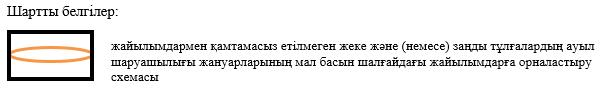 Шартты белгілер:
жайылымдармен қамтамасыз етілмеген жеке және (немесе) заңды тұлғалардың ауыл
шаруашылығы жануарларының мал басын шалғайдағы жайылымдарға орналастыру
схемасы